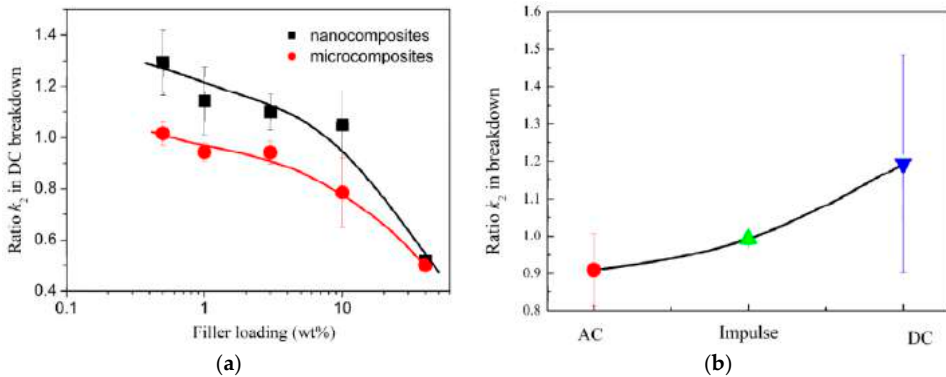 1.4
1.2
1.0
0.8
0.6
0.4
0.1
1
10
Ratio k2 in DC breakdown
Filler loading (wt%)
nanocomposites
microcomposites
(a)
1.6
1.5
1.4
1.3
1.2
1.1
1.0
0.9
0.8
Ratio k2 in breakdown
AC
Impulse
DC
(b)